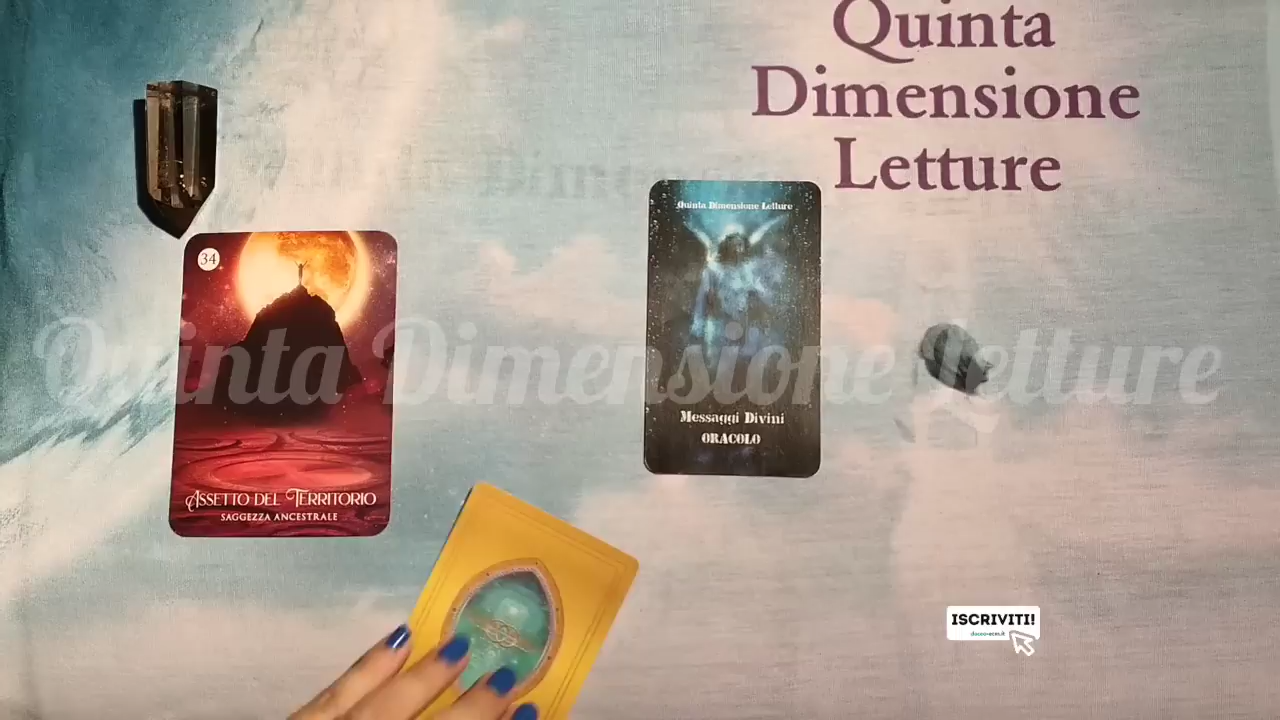 Quinta
Dimensione
Letture
Quinta Dimensione Letture
34
Quinta Dimensione Letture
Messaggi Divini
ORACOLO
ASSETTO DEL TERRITORIO
SAGGEZZA ANCESTRALE
ISCRIVITI!